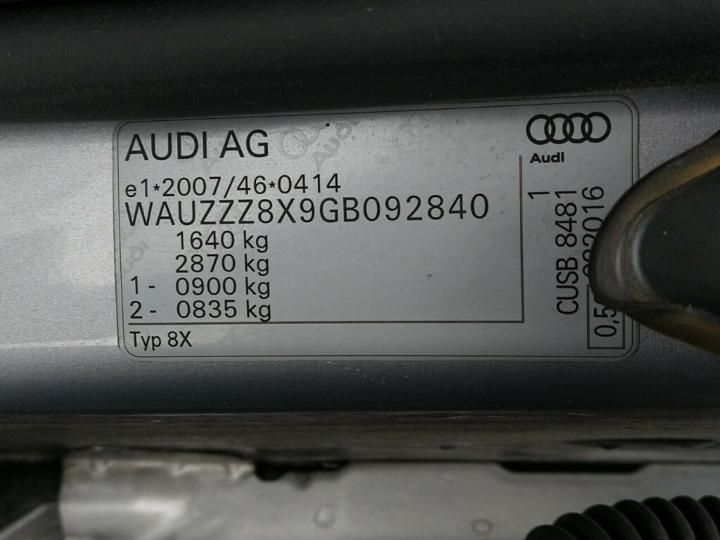 AUDI AG
Audi
e1*2007/46*0414
WAUZZZ8X9GB092840
1640 kg
2870 kg
1 - 0900 kg
2 - 0835 kg
Typ 8X
CUSB 8481 1